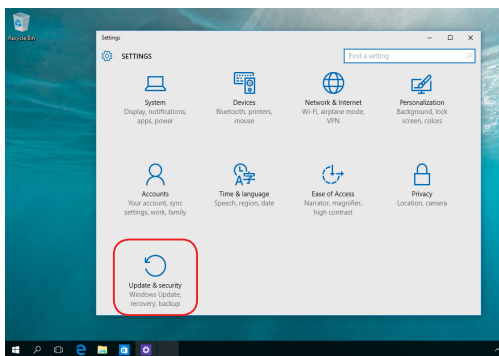 Recycle Bin
Settings
SETTINGS
Find a setting
System
Display, notifications,
apps, power
Devices
Bluetooth, printers,
mouse
Network & Internet
Wi-Fi, airplane mode,
VPN
Personalization
Background, lock
screen, colors
Accounts
Your account, sync
settings, work, family
Time & language
Speech, region, date
Ease of Access
Narrator, magnifier,
high contrast
Privacy
Location, camera
Update & security
Windows Update,
recovery, backup